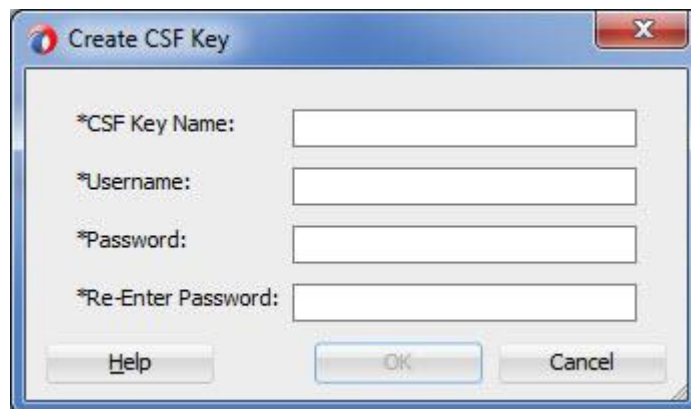 Create CSF Key
*CSF Key Name:
*Username:
*Password:
*Re-Enter Password:
Help OK Cancel